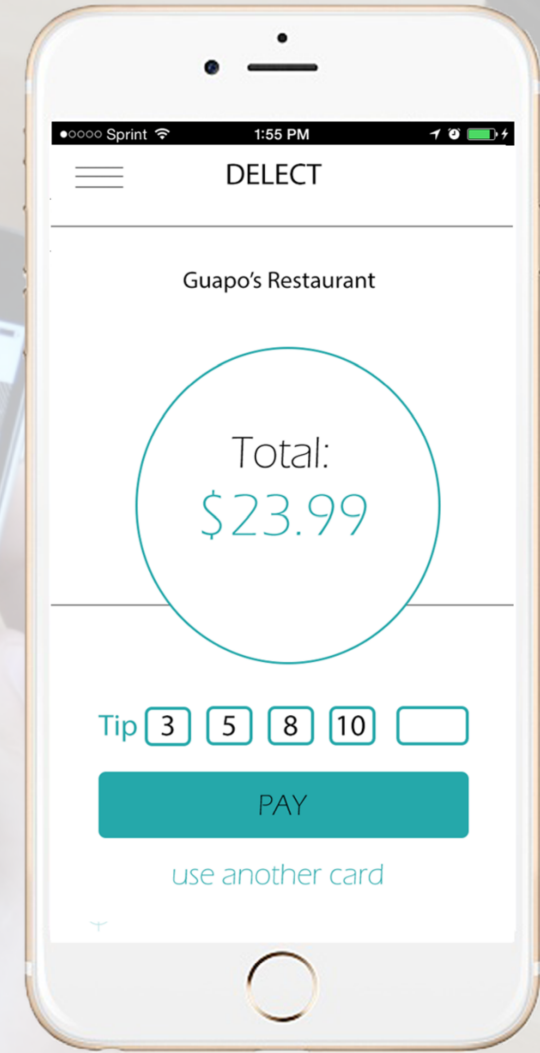 Sprint 1:55 PM
DELECT
Guapo's Restaurant
Total:
$23.99
Tip 3 5 8 10
PAY
use another card